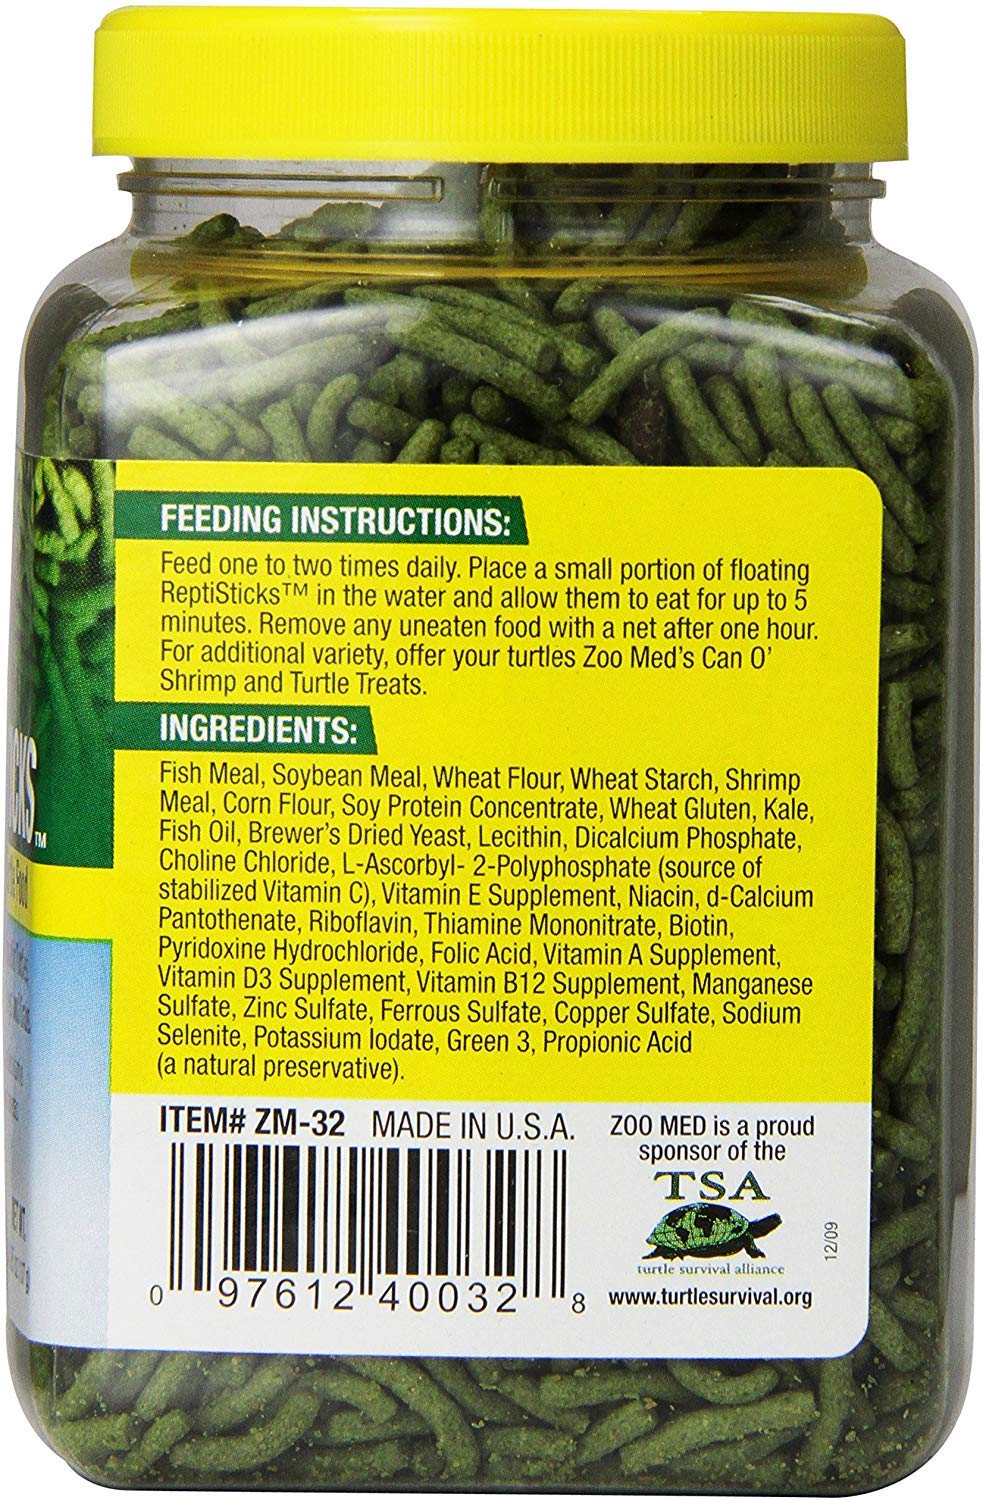 FEEDING INSTRUCTIONS:
Feed one to two times daily. Place a small portion of floating
ReptiSticks™ in the water and allow them to eat for up to 5
minutes. Remove any uneaten food with a net after one hour.
For additional variety, offer your turtles Zoo Med's Can O'
Shrimp and Turtle Treats.
INGREDIENTS:
Fish Meal, Soybean Meal, Wheat Flour, Wheat Starch, Shrimp
Meal, Corn Flour, Soy Protein Concentrate, Wheat Gluten, Kale,
Fish Oil, Brewer's Dried Yeast, Lecithin, Dicalcium Phosphate,
Choline Chloride, L-Ascorbyl- 2-Polyphosphate (source of
stabilized Vitamin C), Vitamin E Supplement, Niacin, d-Calcium
Pantothenate, Riboflavin, Thiamine Mononitrate, Biotin,
Pyridoxine Hydrochloride, Folic Acid, Vitamin A Supplement,
Vitamin D3 Supplement, Vitamin B12 Supplement, Manganese
Sulfate, Zinc Sulfate, Ferrous Sulfate, Copper Sulfate, Sodium
Selenite, Potassium Iodate, Green 3, Propionic Acid
(a natural preservative).
ITEM# ZM-32 MADE IN U.S.A.
0 97612 40032 8
ZOO MED is a proud
sponsor of the
TSA
turtle survival alliance
www.turtlesurvival.org
12/09
CKS™
Food
NET WT.